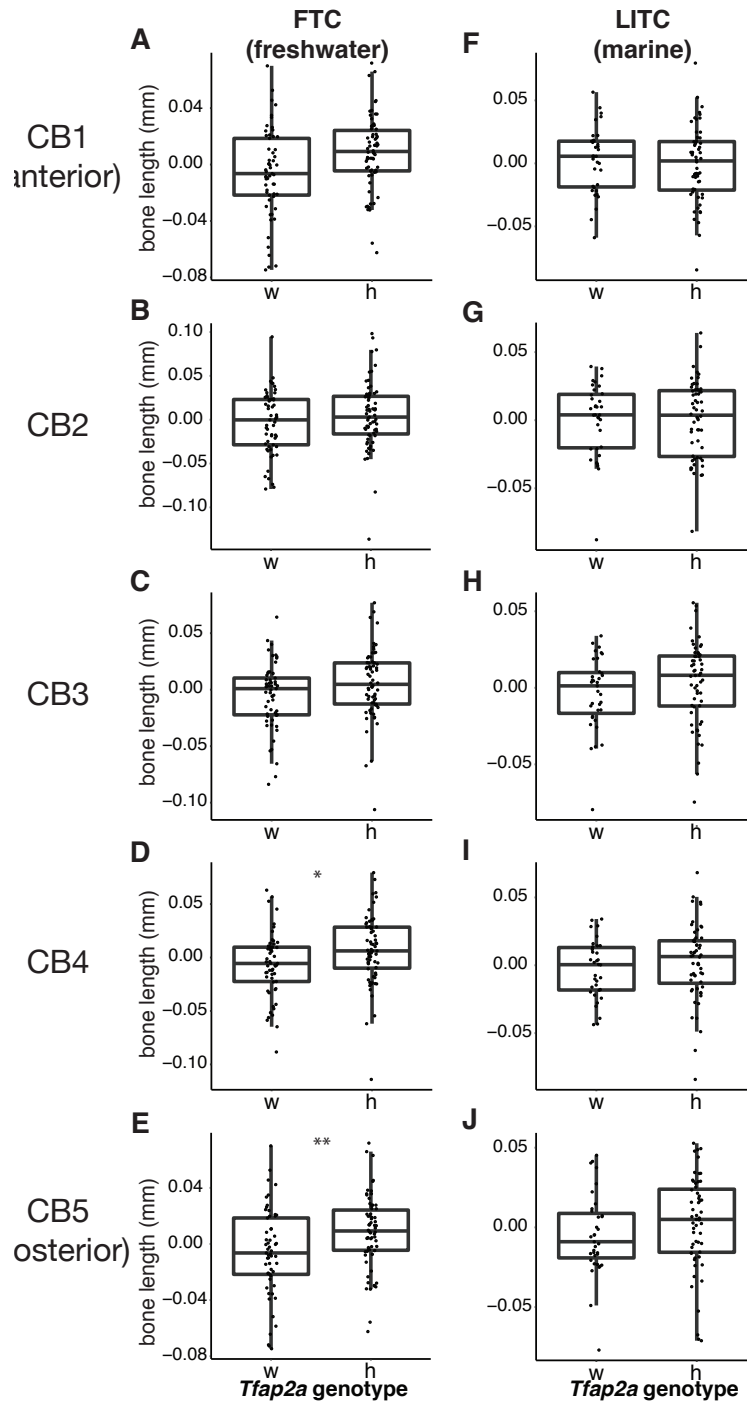 FTC
(freshwater)
LITC
(marine)
A
CB1
anterior)
bone length (mm)
0.04
0.00
−0.04
−0.08
w
h
F
0.05
0.00
−0.05
w
h
B
CB2
bone length (mm)
0.10
0.05
0.00
−0.05
−0.10
w
h
G
0.05
0.00
−0.05
w
h
C
CB3
bone length (mm)
0.05
0.00
−0.05
−0.10
w
h
H
0.05
0.00
−0.05
w
h
D
CB4
bone length (mm)
0.05
0.00
−0.05
−0.10
*
w
h
I
0.05
0.00
−0.05
w
h
E
CB5
osterior)
bone length (mm)
0.04
0.00
−0.04
−0.08
**
w
h
Tfap2a genotype
J
0.05
0.00
−0.05
w
h
Tfap2a genotype